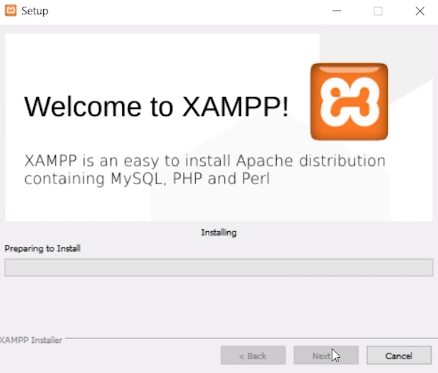 Setup
Welcome to XAMPP!
XAMPP is an easy to install Apache distribution
containing MySQL, PHP and Perl
Installing
Preparing to Install
XAMPP Installer
< Back
Next
Cancel